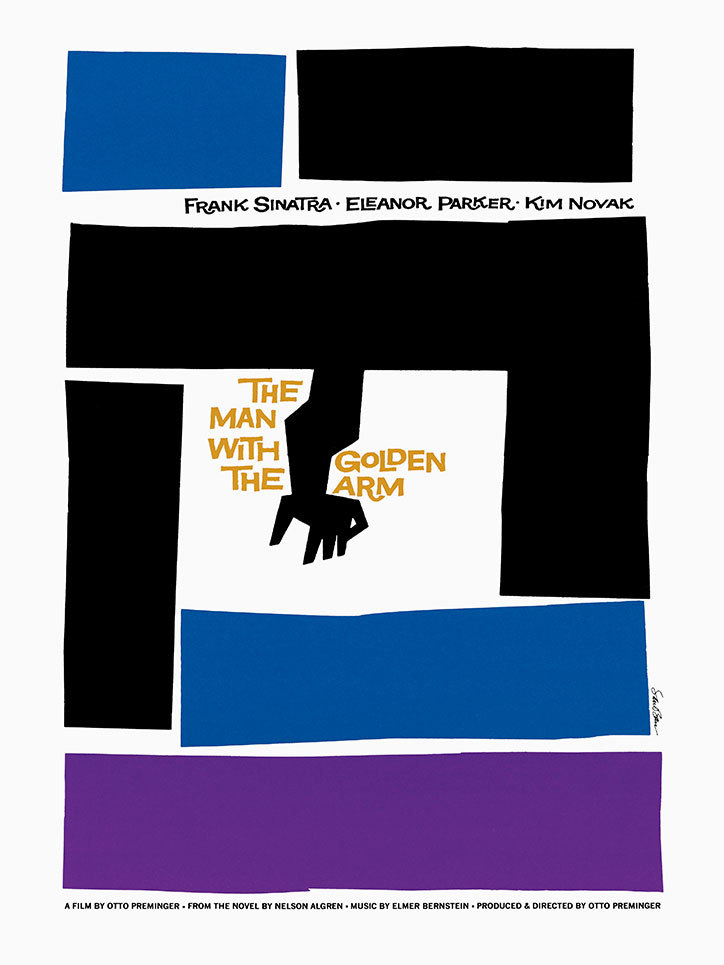 FRANK SINATRA · ELEANOR PARKER · KIM NOVAK
THE
MAN
WITH
THE
GOLDEN
ARM
Saul Bass
A FILM BY OTTO PREMINGER • FROM THE NOVEL BY NELSON ALGREN • MUSIC BY ELMER BERNSTEIN • PRODUCED & DIRECTED BY OTTO PREMINGER